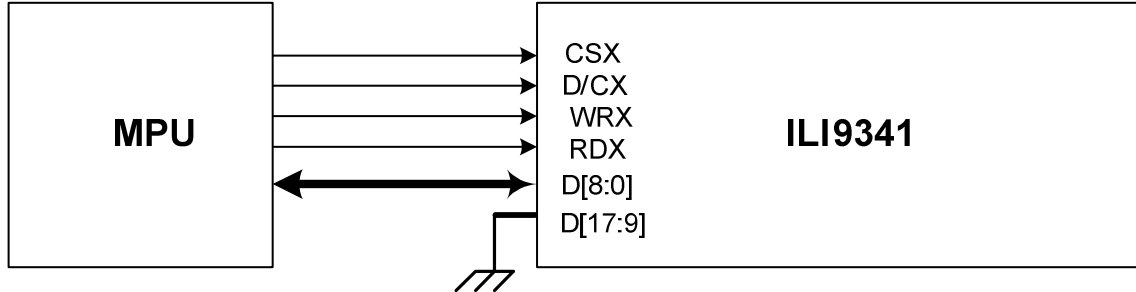 MPU
CSX
D/CX
WRX
RDX
D[8:0]
D[17:9]
ILI9341